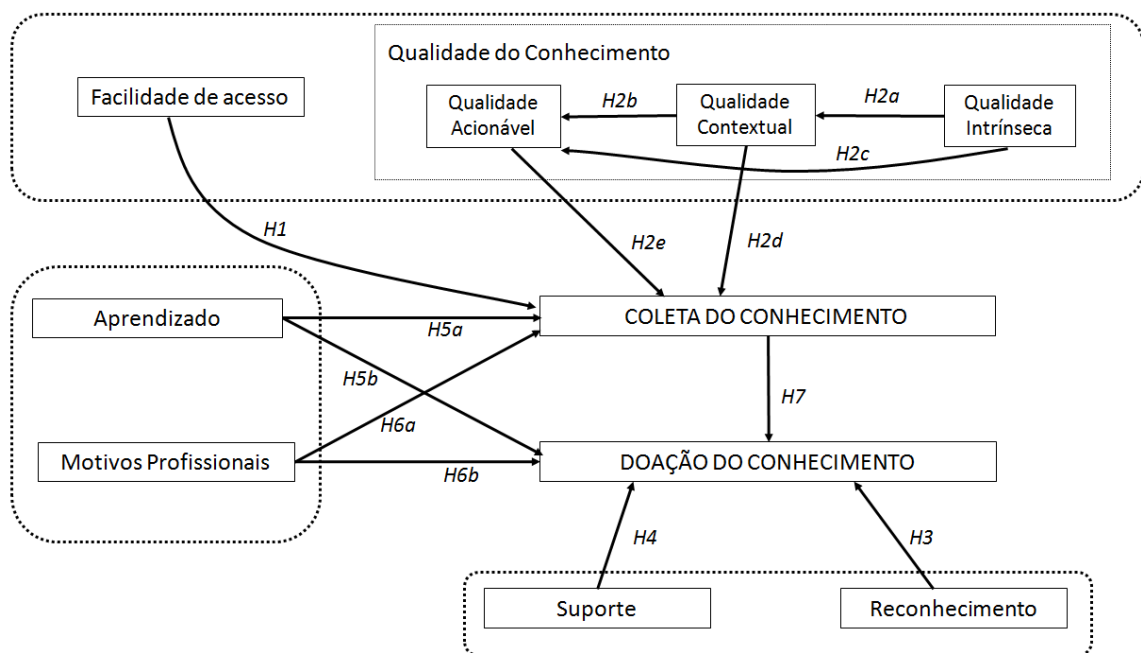 Qualidade do Conhecimento
Facilidade de acesso
Qualidade
Acionável
H2b
Qualidade
Contextual
H2a
Qualidade
Intrínseca
H2c
H1
H2e
H2d
Aprendizado
H5a
COLETA DO CONHECIMENTO
H5b
H7
H6a
Motivos Profissionais
H6b
DOAÇÃO DO CONHECIMENTO
H4
H3
Suporte
Reconhecimento